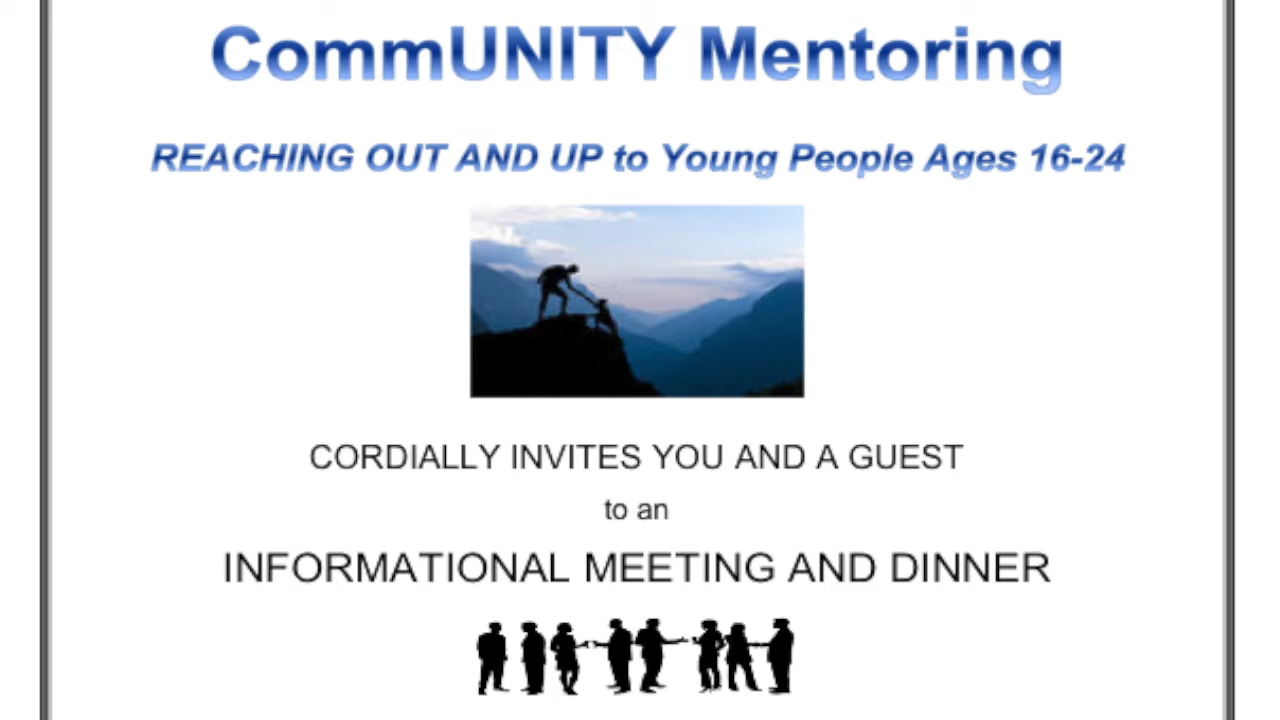 CommUNITY Mentoring
REACHING OUT AND UP to Young People Ages 16-24
CORDIALLY INVITES YOU AND A GUEST
to an
INFORMATIONAL MEETING AND DINNER